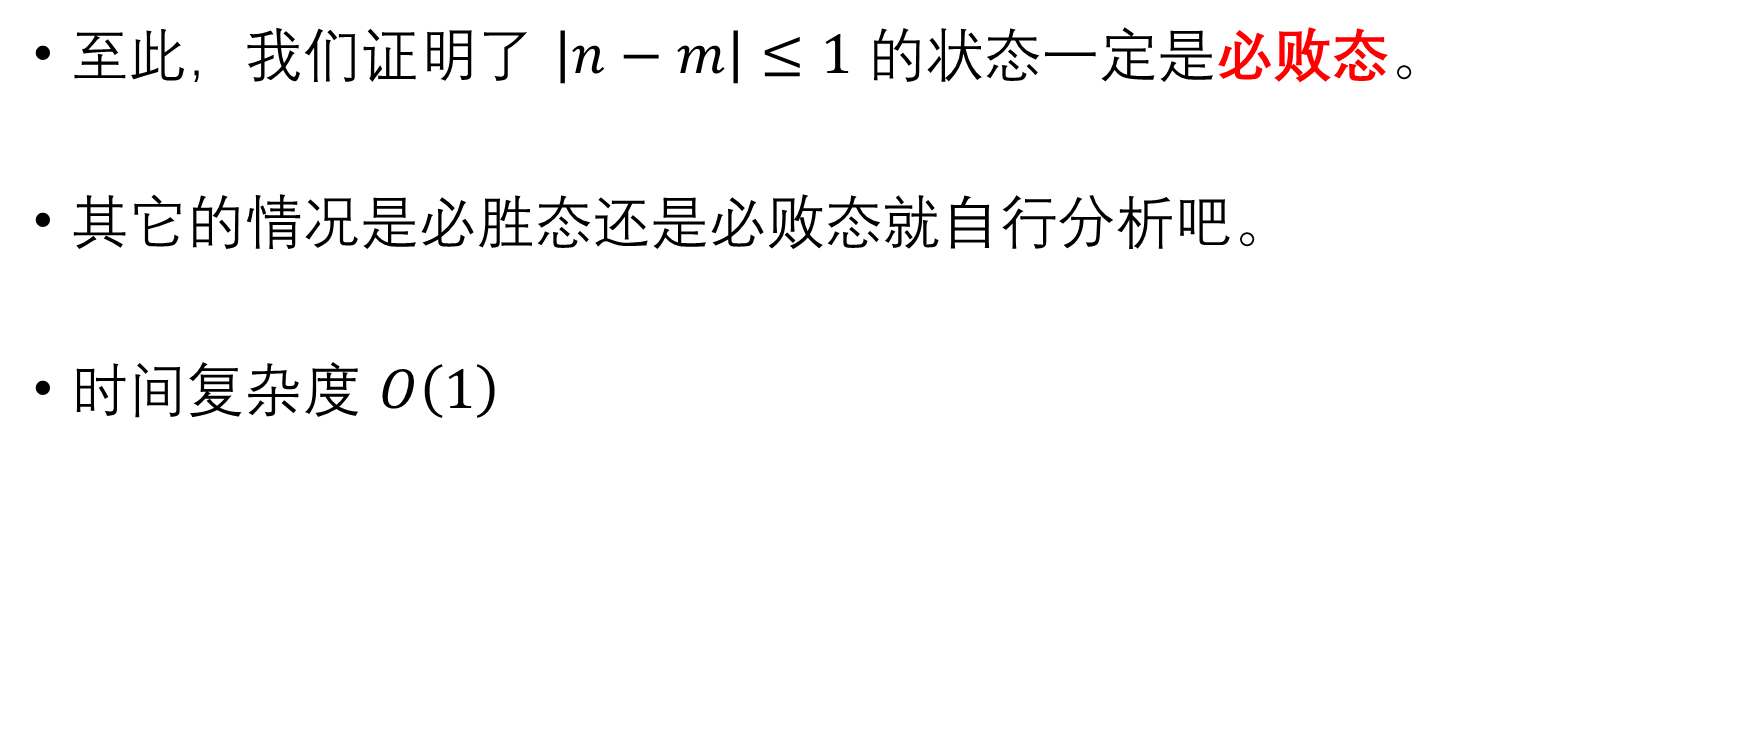 • 至此，我们证明了 |n − m| ≤ 1 的状态一定是必败态。
• 其它的情况是必胜态还是必败态就自行分析吧。
• 时间复杂度 O(1)